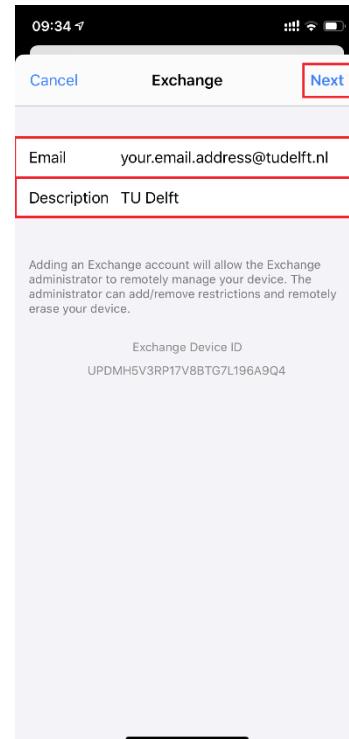 09:34
Cancel Exchange Next
Email your.email.address@tudelft.nl
Description TU Delft
Adding an Exchange account will allow the Exchange
administrator to remotely manage your device. The
administrator can add/remove restrictions and remotely
erase your device.
Exchange Device ID
UPDMH5V3RP17V8BTG7L196A9Q4